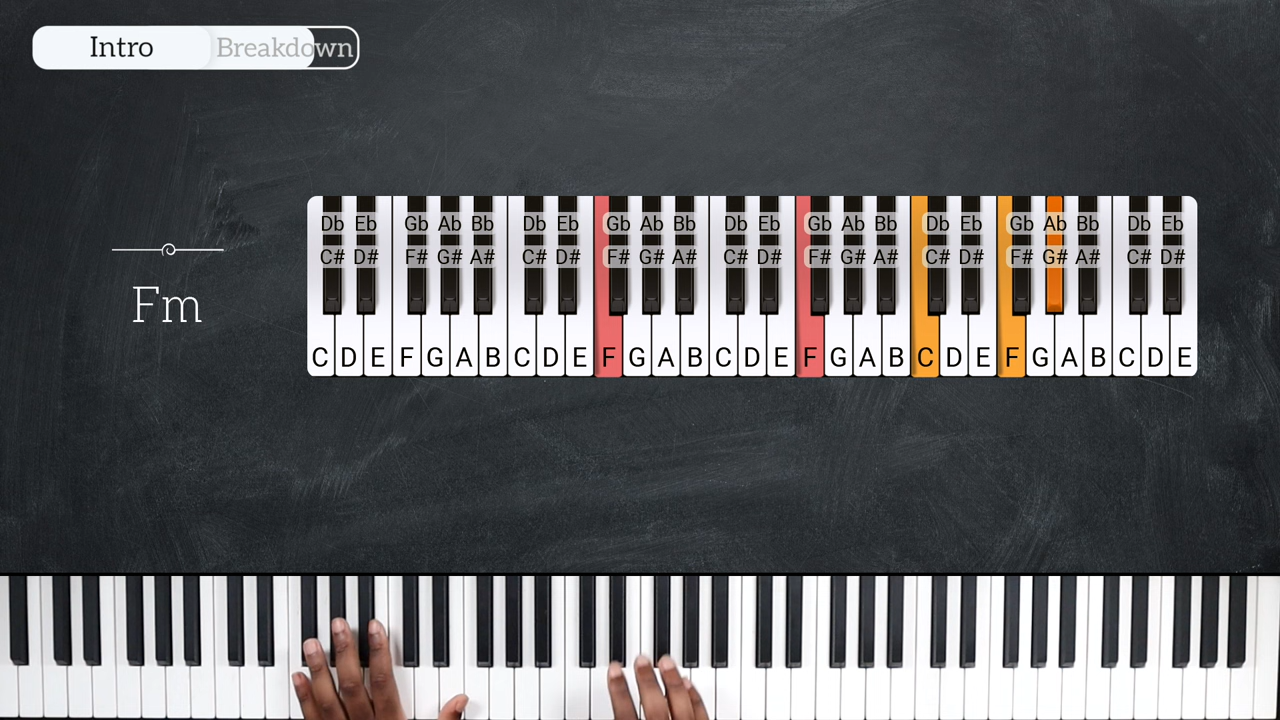 Intro Breakdown
Db Eb Gb Ab Bb Db Eb Gb Ab Bb Db Eb Gb Ab Bb Db Eb Gb Ab Bb Db Eb
C# D# F# G# A# C# D# F# G# A# C# D# F# G# A# C# D# F# G# A# C# D#
Fm
C D E F G A B C D E F G A B C D E F G A B C D E F G A B C D E